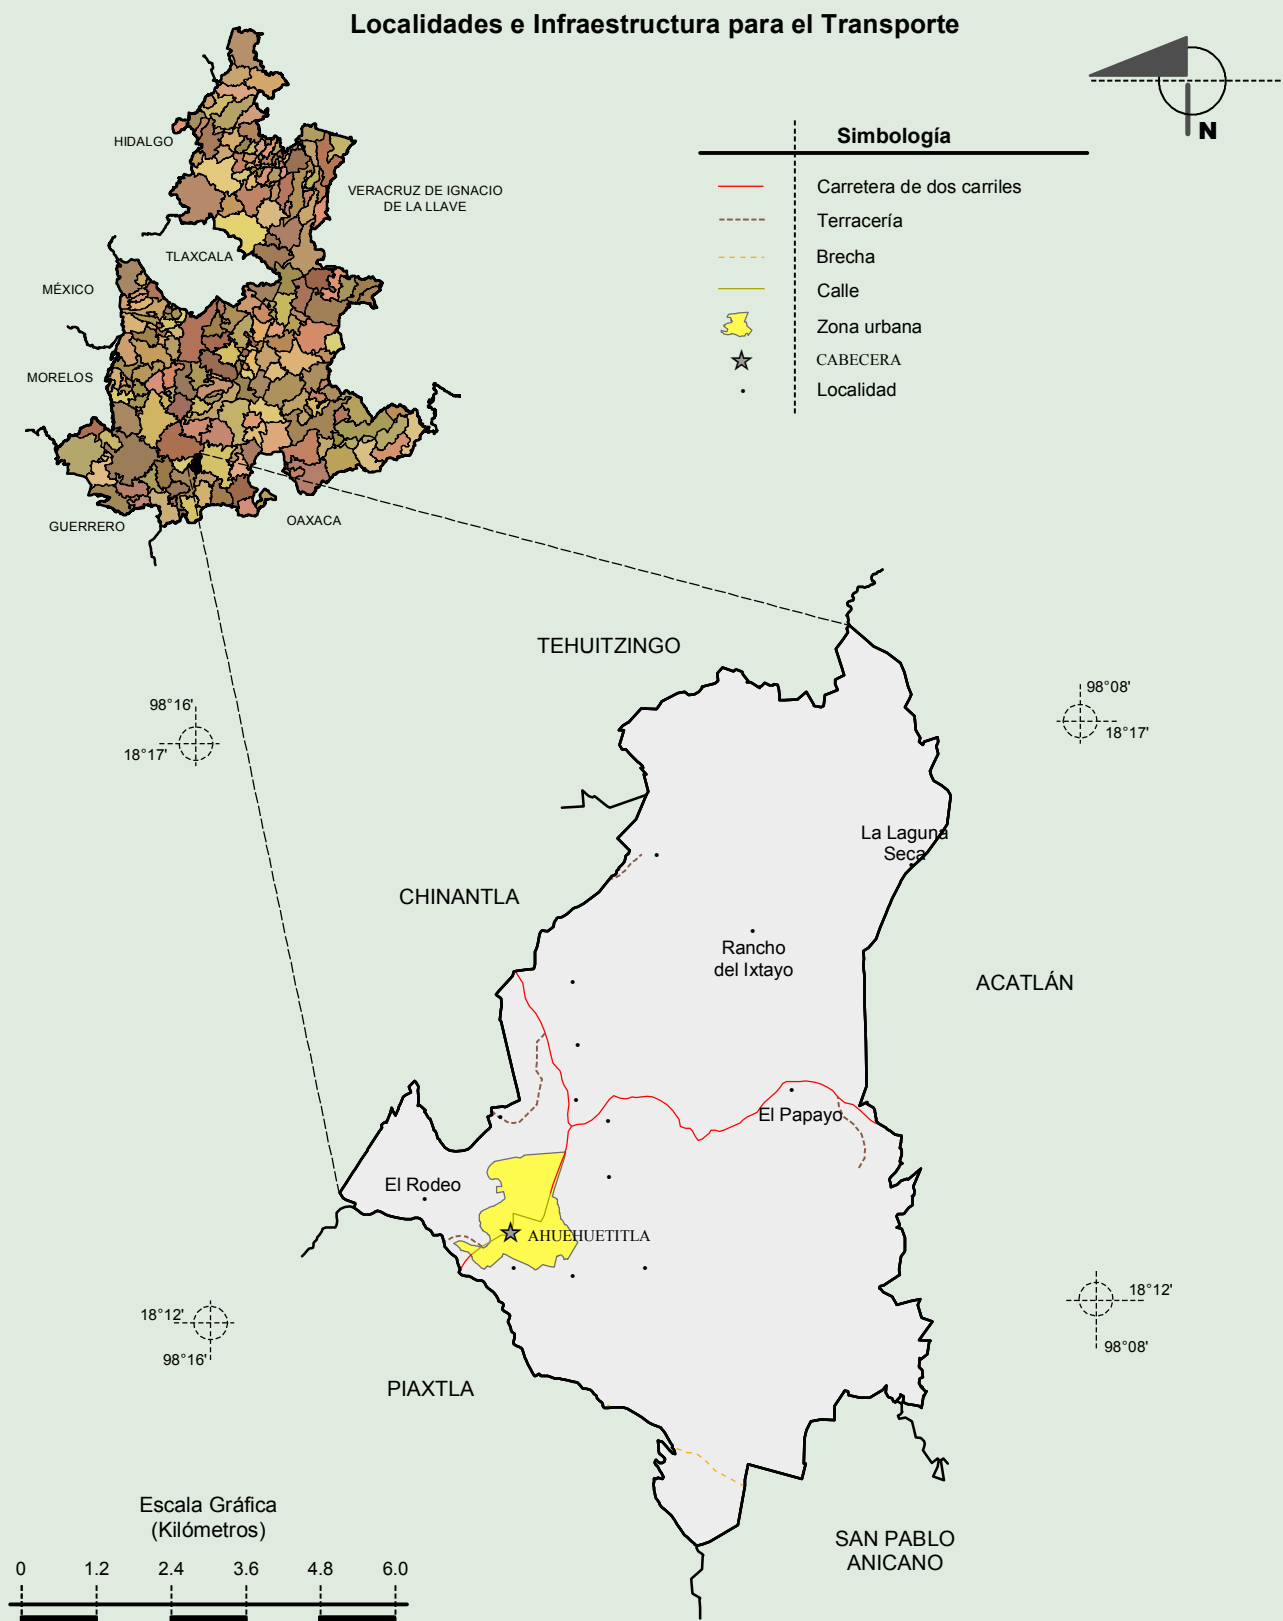 Localidades e Infraestructura para el Transporte
N
Simbología
Carretera de dos carriles
Terracería
Brecha
Calle
Zona urbana
CABECERA
Localidad
HIDALGO
VERACRUZ DE IGNACIO
DE LA LLAVE
TLAXCALA
MÉXICO
MORELOS
GUERRERO
OAXACA
TEHUITZINGO
98°16'
18°17'
98°08'
18°17'
La Laguna
Seca
CHINANTLA
Rancho
del Ixtayo
ACATLÁN
El Papayo
El Rodeo
AHUEHUETITLA
18°12'
98°16'
18°12'
98°08'
PIAXTLA
SAN PABLO
ANICANO
Escala Gráfica
(Kilómetros)
0 1.2 2.4 3.6 4.8 6.0